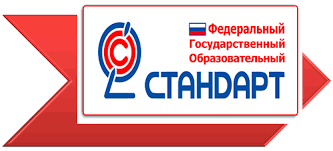 Федеральный
Государственный
Образовательный
СТАНДАРТ